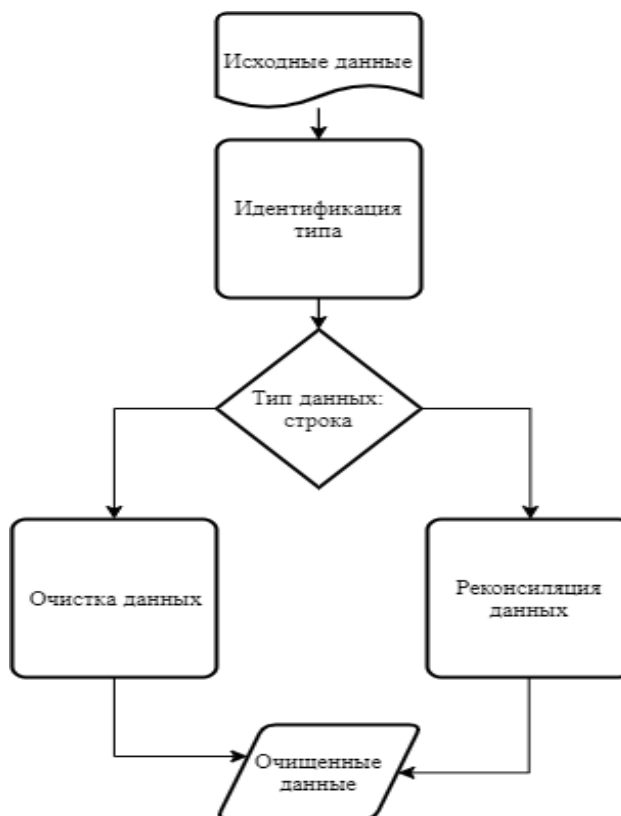 Исходные данные
Идентификация
типа
Тип данных:
строка
Очистка данных
Реконсиляция
данных
Очищенные
данные